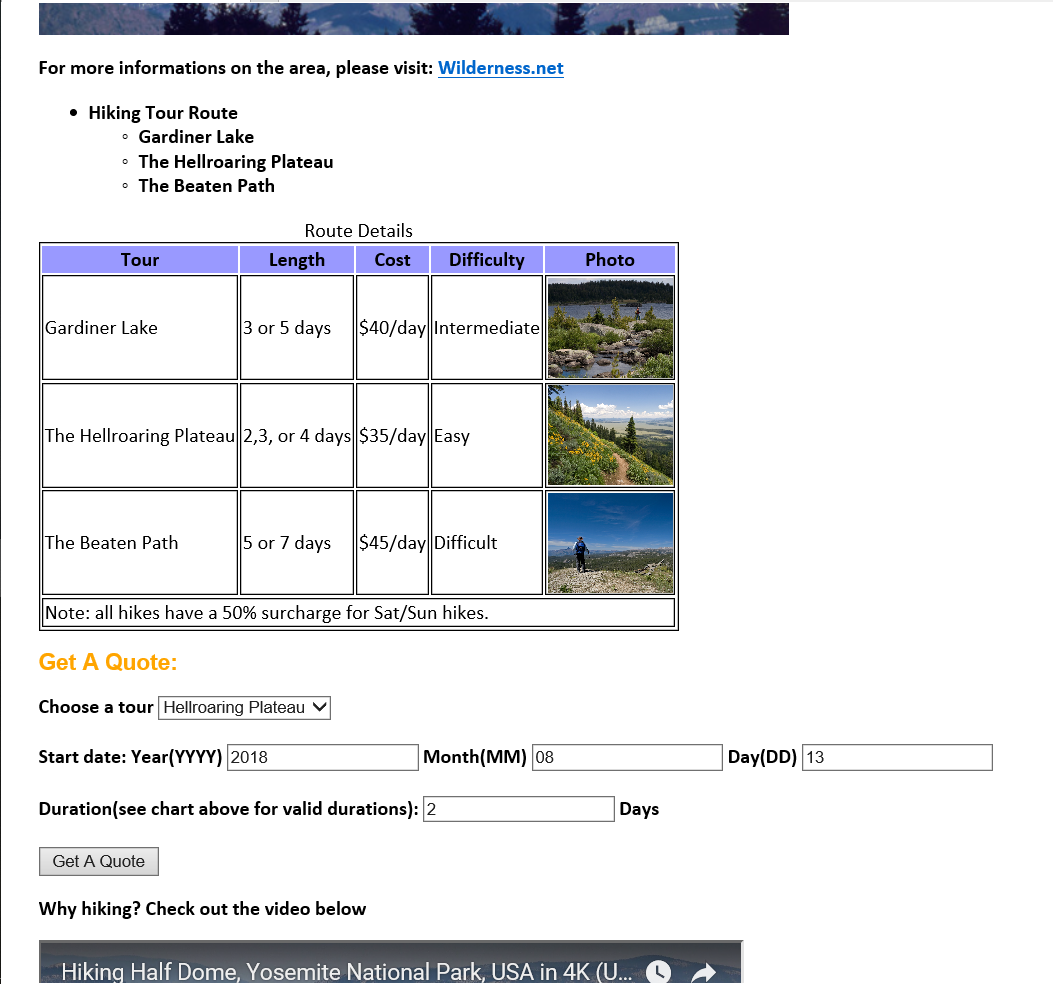 For more informations on the area, please visit: Wilderness.net
Hiking Tour Route
Gardiner Lake
The Hellroaring Plateau
The Beaten Path
Route Details
Tour Length Cost Difficulty Photo
Gardiner Lake 3 or 5 days $40/day Intermediate
The Hellroaring Plateau 2,3, or 4 days $35/day Easy
The Beaten Path 5 or 7 days $45/day Difficult
Note: all hikes have a 50% surcharge for Sat/Sun hikes.
Get A Quote:
Choose a tour Hellroaring Plateau
Start date: Year(YYYY) 2018 Month(MM) 08 Day(DD) 13
Duration(see chart above for valid durations): 2 Days
Get A Quote
Why hiking? Check out the video below
Hiking Half Dome, Yosemite National Park, USA in 4K (U...